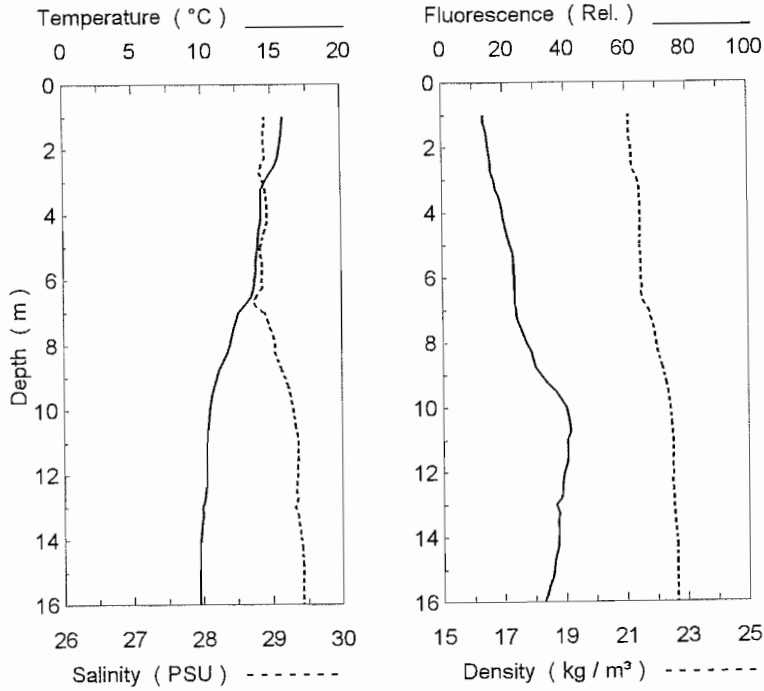 Temperature ( °C )
0 5 10 15 20
0
2
4
6
8
10
12
14
16
Depth ( m )
26 27 28 29 30
Salinity ( PSU )
Fluorescence ( Rel. )
0 20 40 60 80 100
0
2
4
6
8
10
12
14
16
15 17 19 21 23 25
Density ( kg / m³ )